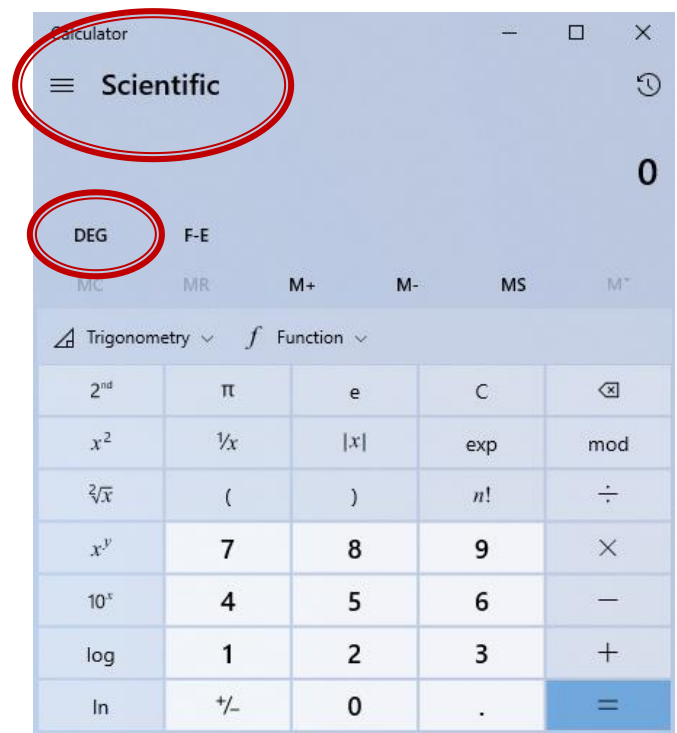 Calculator
Scientific
0
DEG F-E
MC MR M+ M- MS M˅
Trigonometry f Function
2ⁿᵈ π e C
x² ¹/x |x| exp mod
²√x ( ) n! ÷
xʸ 7 8 9 ×
10ˣ 4 5 6 −
log 1 2 3 +
ln +/− 0 . =